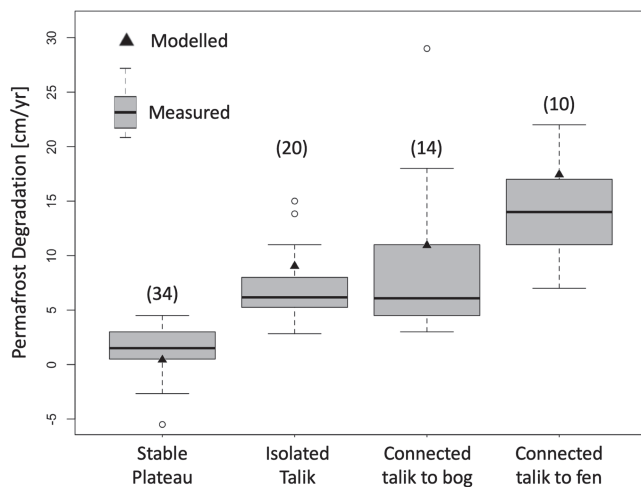 Permafrost Degradation [cm/yr]
30
25
20
15
10
5
0
-5
Modelled
Measured
(34)
(20)
(14)
(10)
Stable
Plateau
Isolated
Talik
Connected
talik to bog
Connected
talik to fen